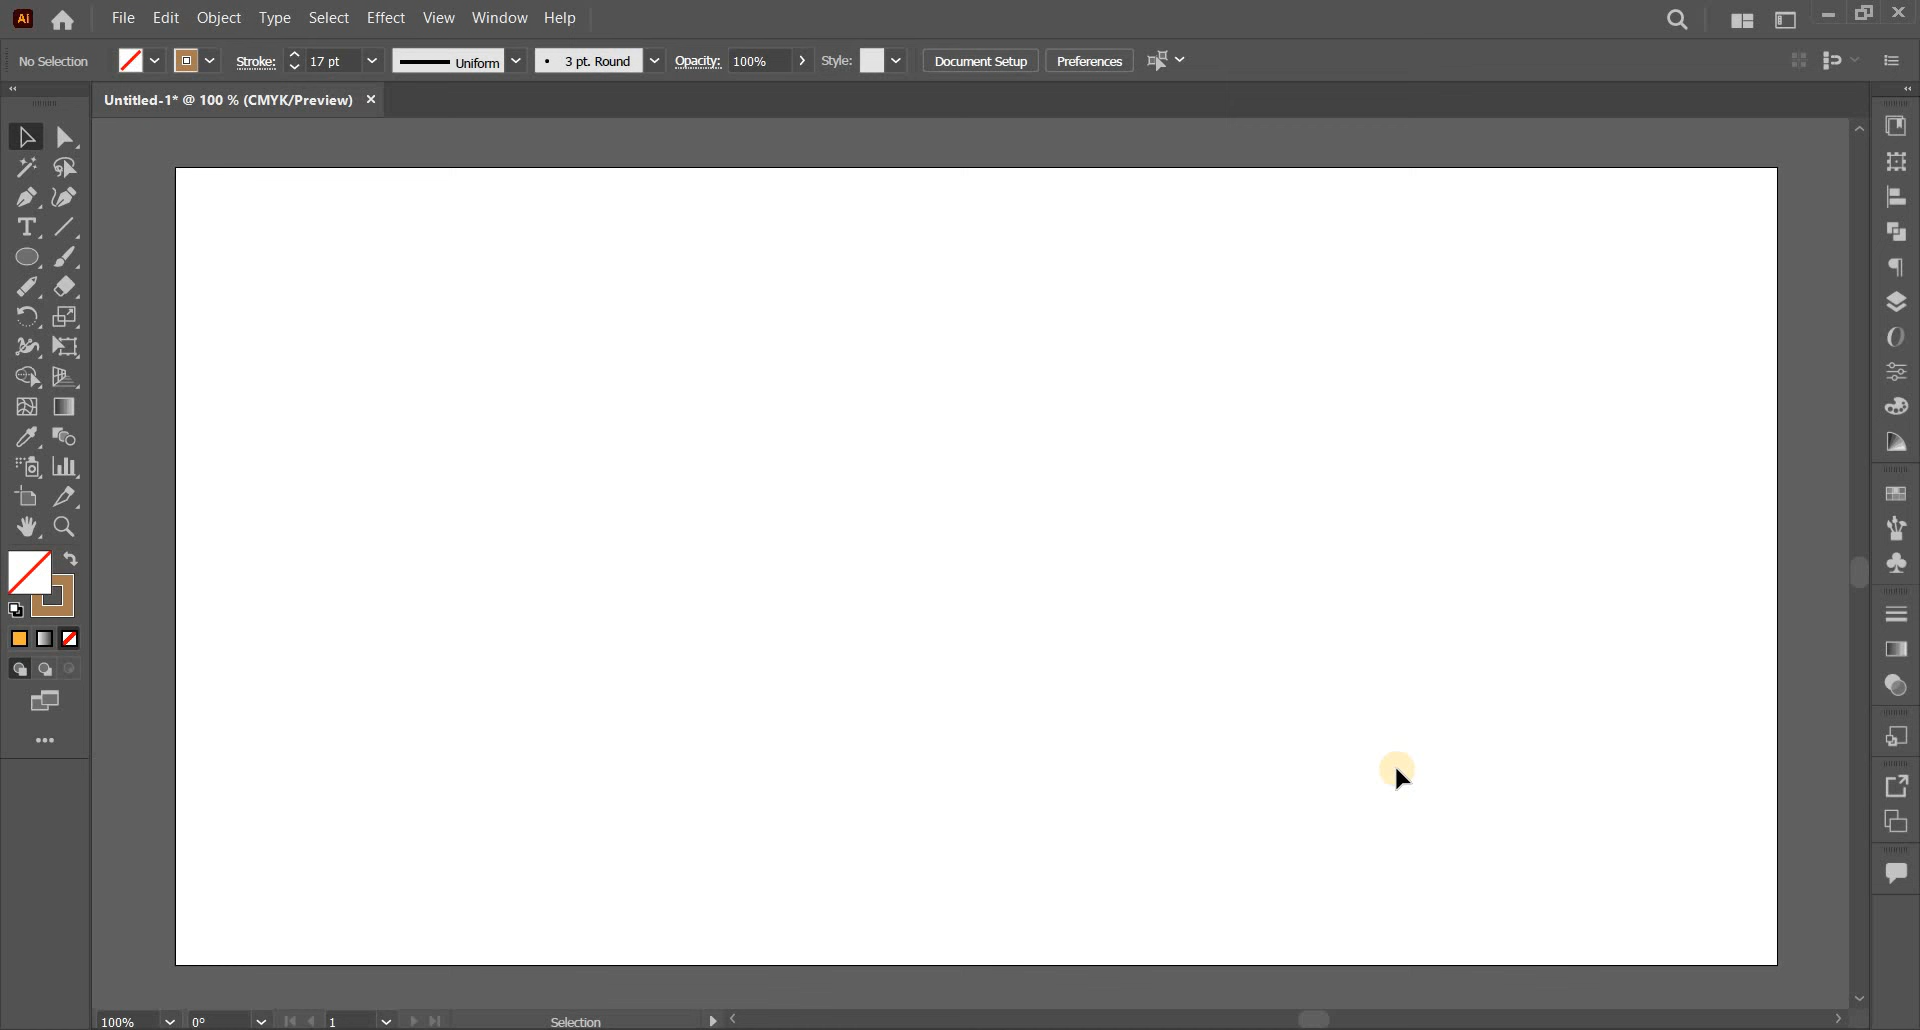 Ai File Edit Object Type Select Effect View Window Help
No Selection Stroke: 17 pt Uniform 3 pt. Round Opacity: 100% Style: Document Setup Preferences
Untitled-1* @ 100 % (CMYK/Preview)
100% 0° 1 Selection